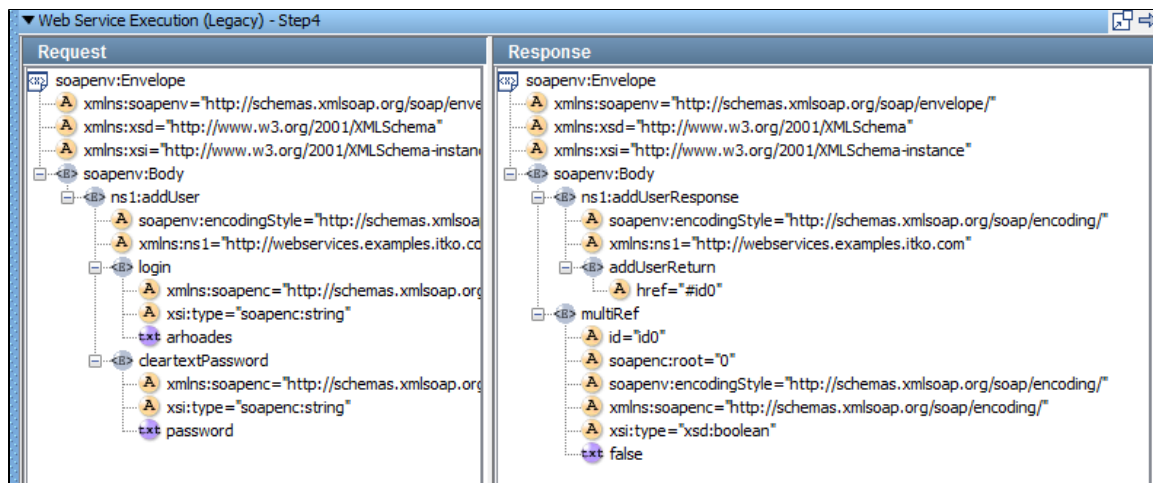 Web Service Execution (Legacy) - Step4
Request
soapenv:Envelope
A xmlns:soapenv="http://schemas.xmlsoap.org/soap/enve
A xmlns:xsd="http://www.w3.org/2001/XMLSchema"
A xmlns:xsi="http://www.w3.org/2001/XMLSchema-instan
<E> soapenv:Body
<E> ns1:addUser
A soapenv:encodingStyle="http://schemas.xmlsoa
A xmlns:ns1="http://webservices.examples.itko.co
<E> login
A xmlns:soapenc="http://schemas.xmlsoap.org
A xsi:type="soapenc:string"
txt arhoades
<E> cleartextPassword
A xmlns:soapenc="http://schemas.xmlsoap.org
A xsi:type="soapenc:string"
txt password
Response
soapenv:Envelope
A xmlns:soapenv="http://schemas.xmlsoap.org/soap/envelope/"
A xmlns:xsd="http://www.w3.org/2001/XMLSchema"
A xmlns:xsi="http://www.w3.org/2001/XMLSchema-instance"
<E> soapenv:Body
<E> ns1:addUserResponse
A soapenv:encodingStyle="http://schemas.xmlsoap.org/soap/encoding/"
A xmlns:ns1="http://webservices.examples.itko.com"
<E> addUserReturn
A href="#id0"
<E> multiRef
A id="id0"
A soapenc:root="0"
A soapenv:encodingStyle="http://schemas.xmlsoap.org/soap/encoding/"
A xmlns:soapenc="http://schemas.xmlsoap.org/soap/encoding/"
A xsi:type="xsd:boolean"
txt false